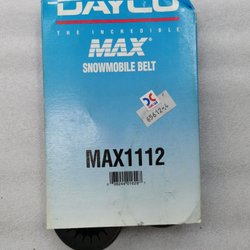 DAYCO
THE INCREDIBLE
MAX
SNOWMOBILE BELT
MAX1112